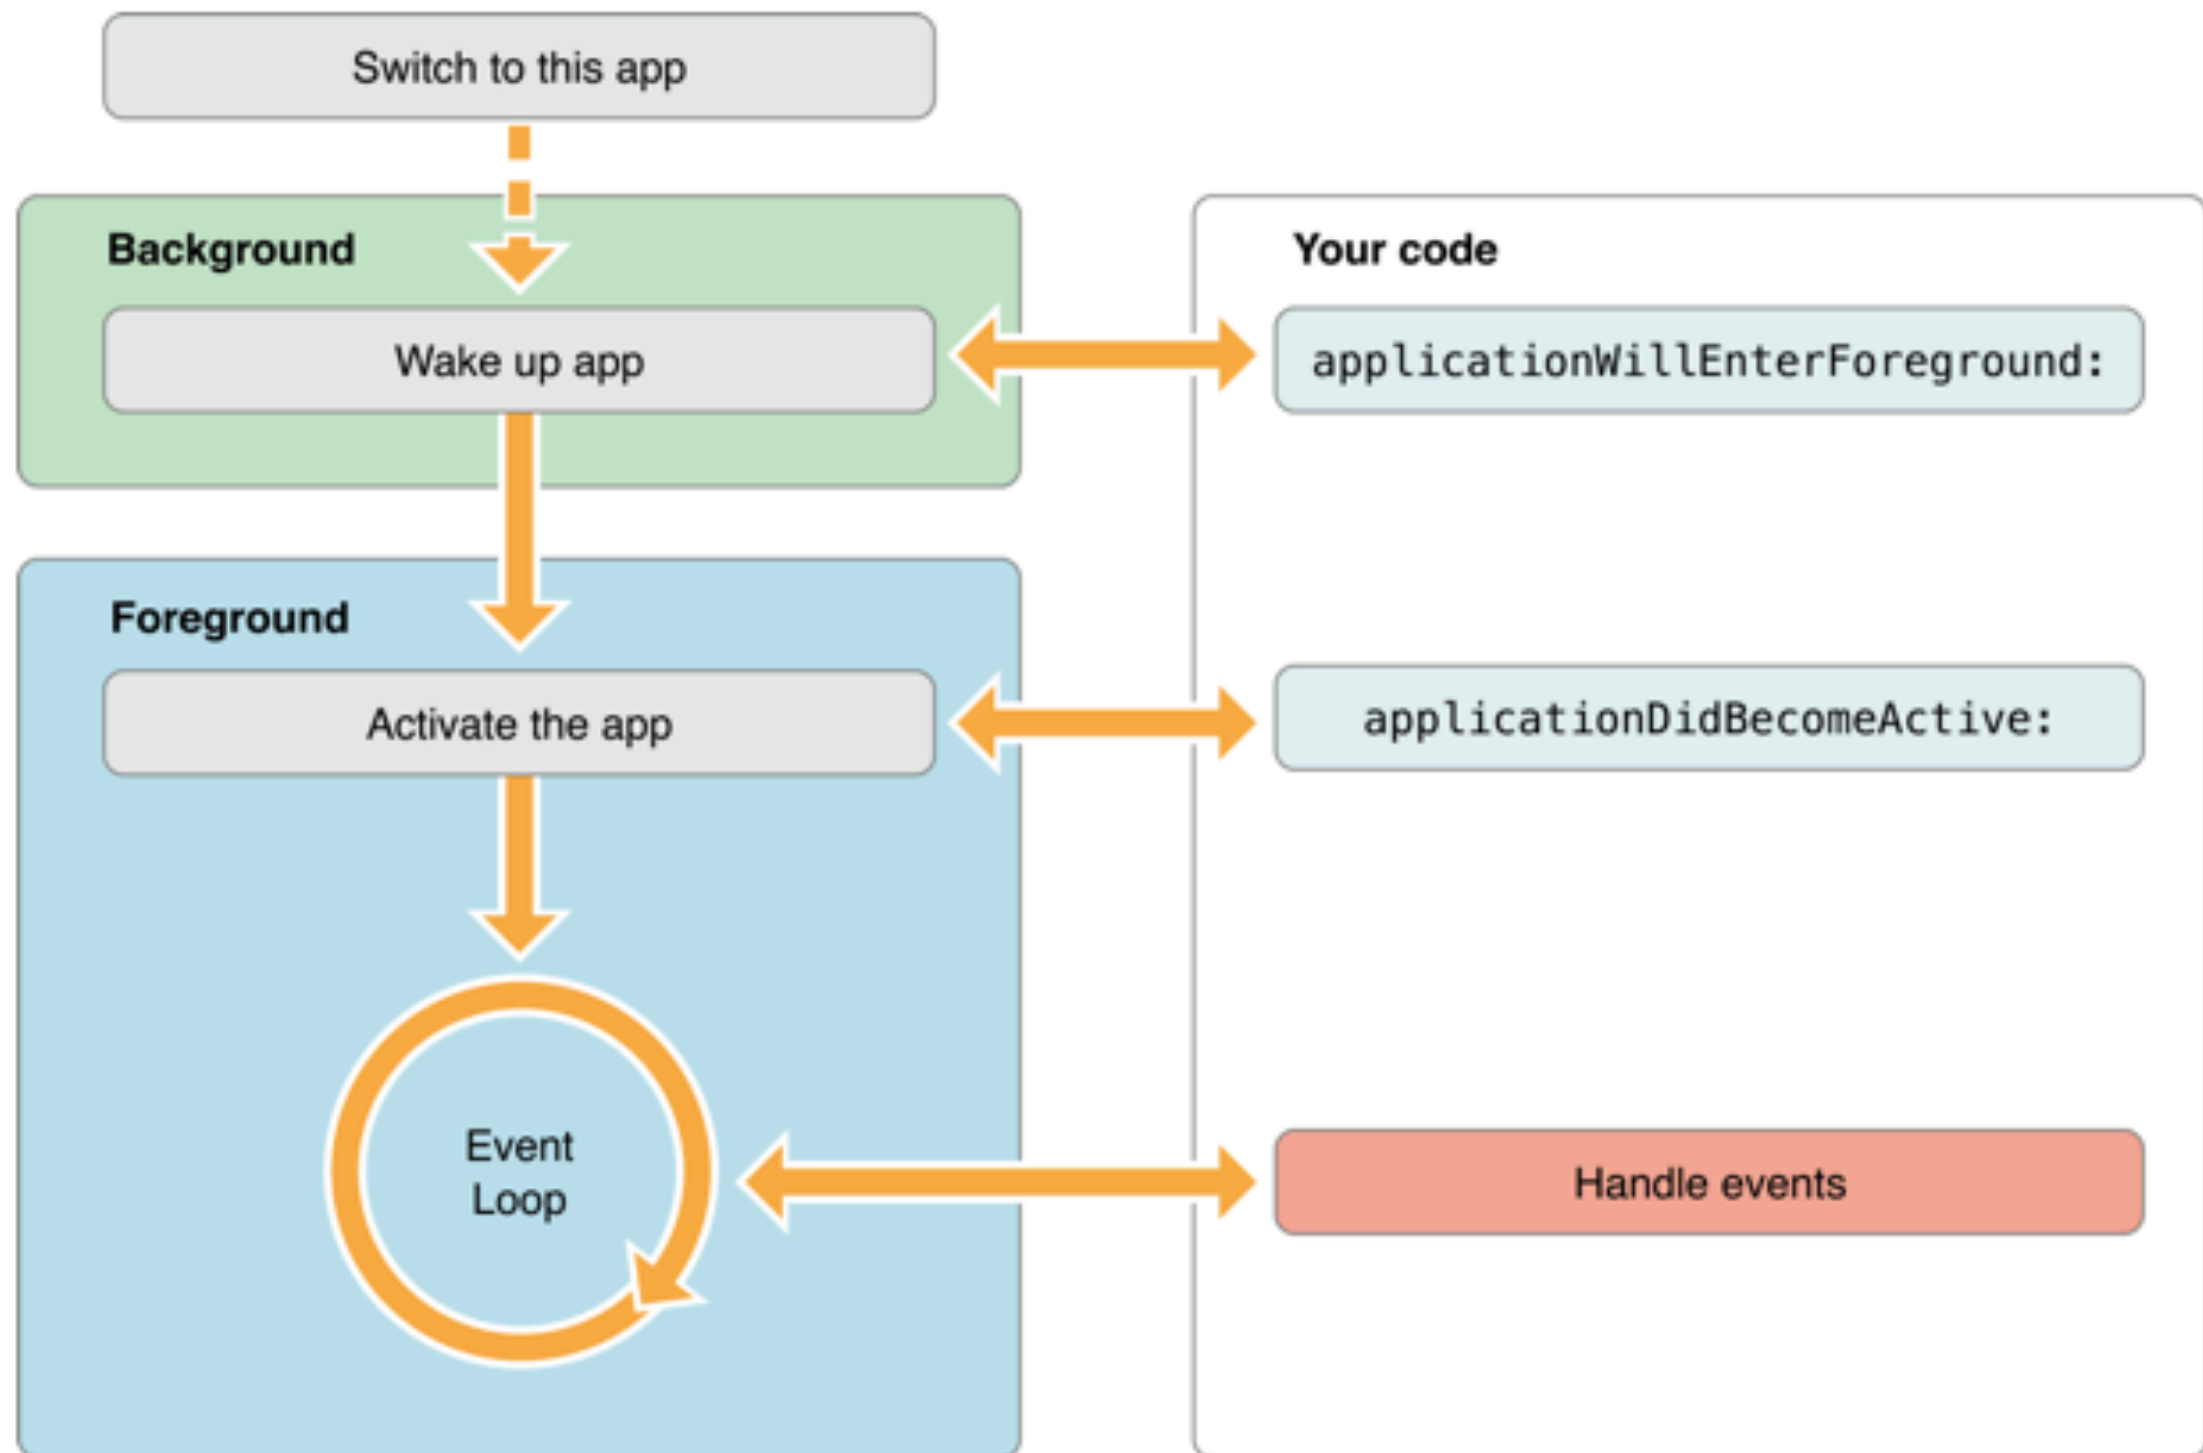 Switch to this app
Background
Your code
Wake up app
applicationWillEnterForeground:
Foreground
Activate the app
applicationDidBecomeActive:
Event
Loop
Handle events